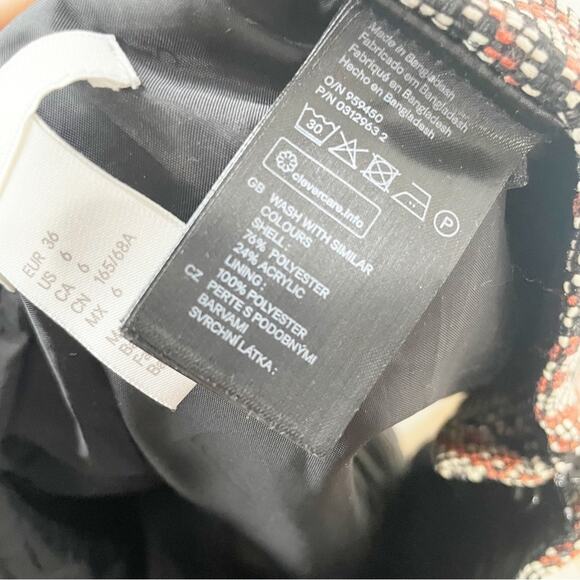 Made in Bangladash
Fabricado em Bangladesh
Fabriqué en Bangladesh
Hecho en Bangladesh
O/N 959450
P/N 0312963 2
30
P
clevercare.info
GB WASH WITH SIMILAR
COLOURS
SHELL:
76% POLYESTER
24% ACRYLIC
LINING:
100% POLYESTER
CZ PERTE S PODOBNÝMI
BARVAMI
SVRCHNÍ LÁTKA:
EUR 36
US 6
CA 6
CN 165/68A
MX 6